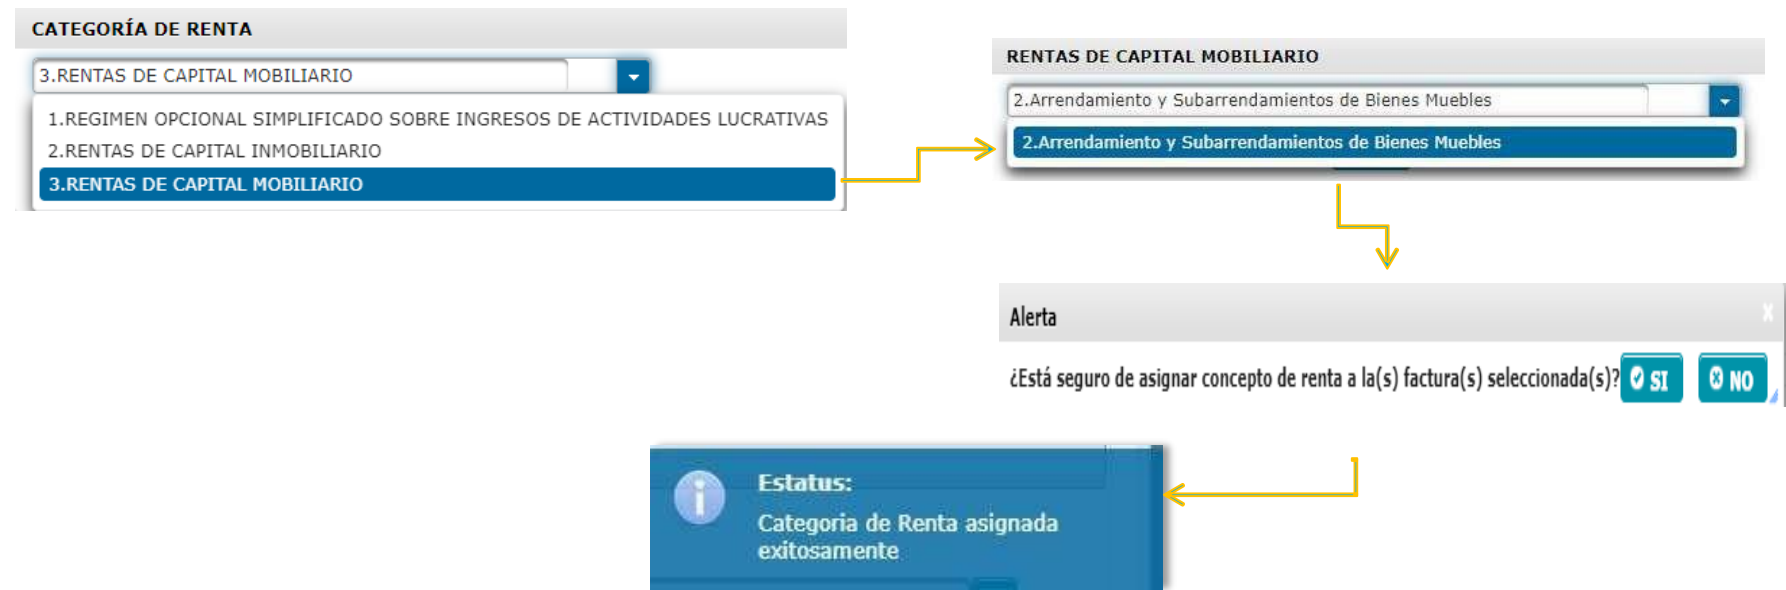 CATEGORÍA DE RENTA
3.RENTAS DE CAPITAL MOBILIARIO
1.REGIMEN OPCIONAL SIMPLIFICADO SOBRE INGRESOS DE ACTIVIDADES LUCRATIVAS
2.RENTAS DE CAPITAL INMOBILIARIO
3.RENTAS DE CAPITAL MOBILIARIO
RENTAS DE CAPITAL MOBILIARIO
2.Arrendamiento y Subarrendamientos de Bienes Muebles
2.Arrendamiento y Subarrendamientos de Bienes Muebles
Alerta
¿Está seguro de asignar concepto de renta a la(s) factura(s) seleccionada(s)? SI NO
Estatus:
Categoria de Renta asignada
exitosamente